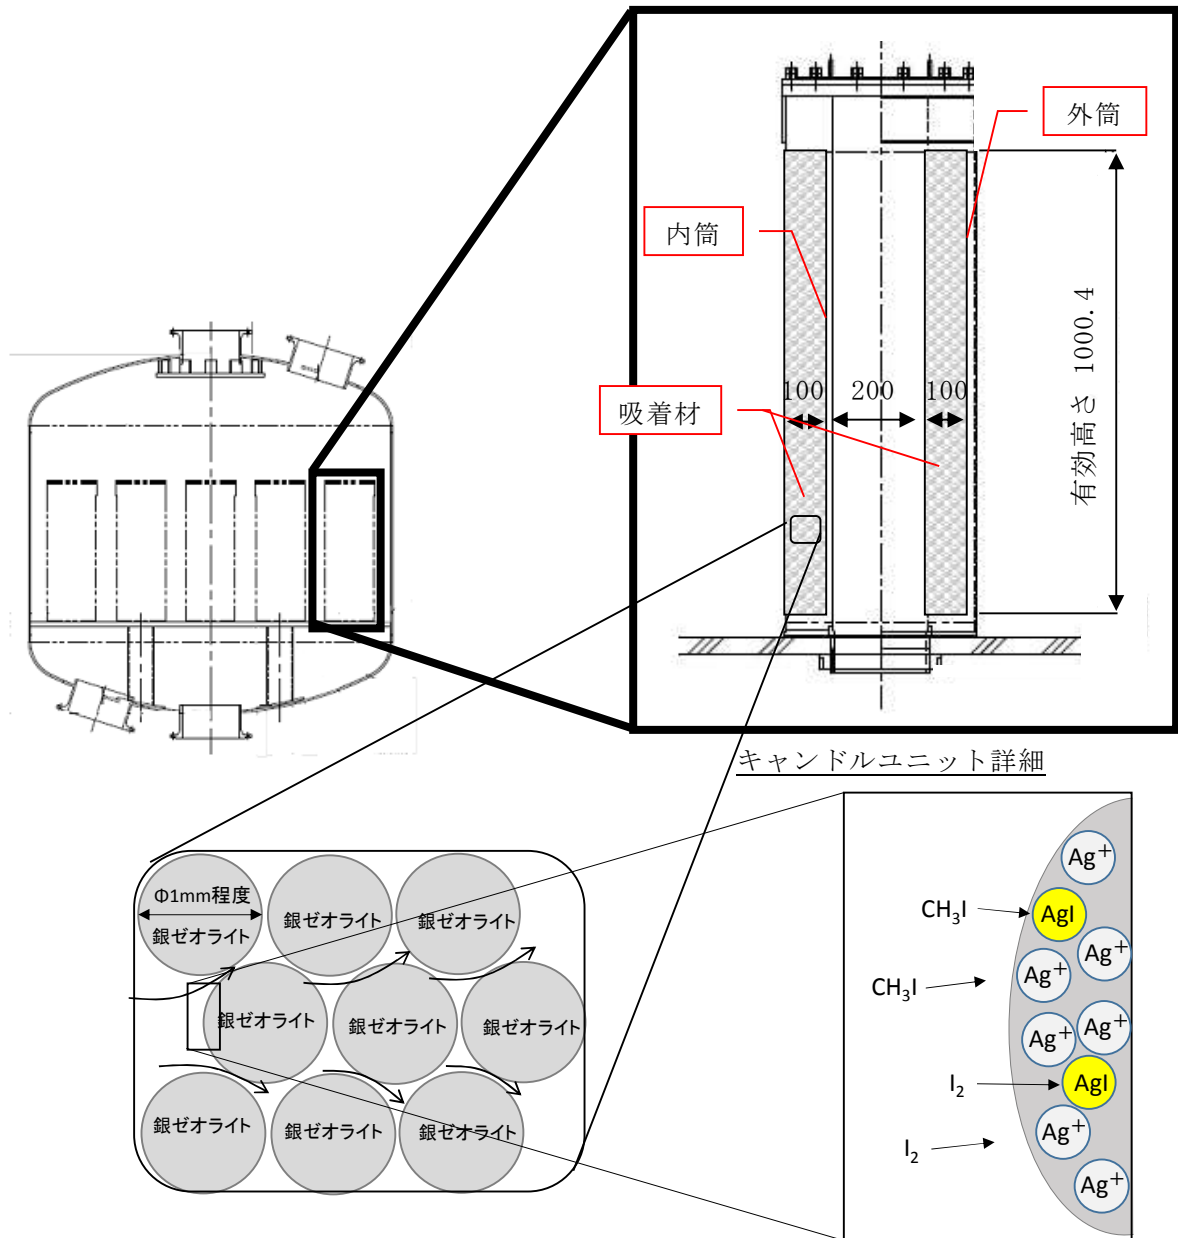 外筒
内筒
吸着材
100
200
100
有効高さ 1000.4
キャンドルユニット詳細
Φ1mm程度
銀ゼオライト
銀ゼオライト
銀ゼオライト
銀ゼオライト
銀ゼオライト
銀ゼオライト
銀ゼオライト
銀ゼオライト
銀ゼオライト
Ag⁺
CH₃I
AgI
Ag⁺
CH₃I
Ag⁺
Ag⁺
Ag⁺
I₂
AgI
Ag⁺
I₂
Ag⁺